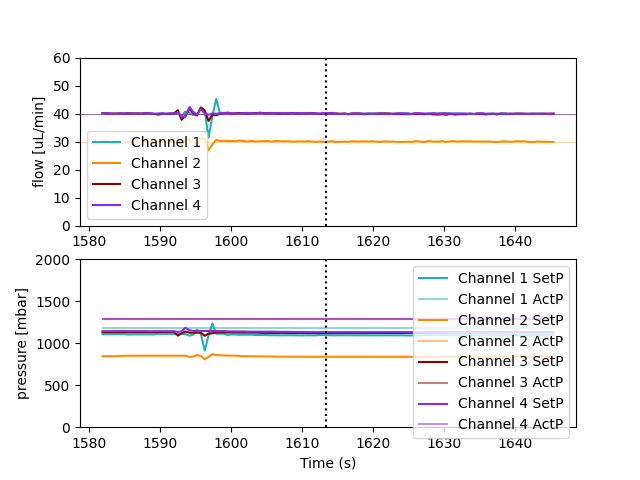 60
50
40
30
20
10
0
flow [uL/min]
Channel 1
Channel 2
Channel 3
Channel 4
1580 1590 1600 1610 1620 1630 1640
2000
1500
1000
500
0
pressure [mbar]
Channel 1 SetP
Channel 1 ActP
Channel 2 SetP
Channel 2 ActP
Channel 3 SetP
Channel 3 ActP
Channel 4 SetP
Channel 4 ActP
1580 1590 1600 1610 1620 1630 1640
Time (s)